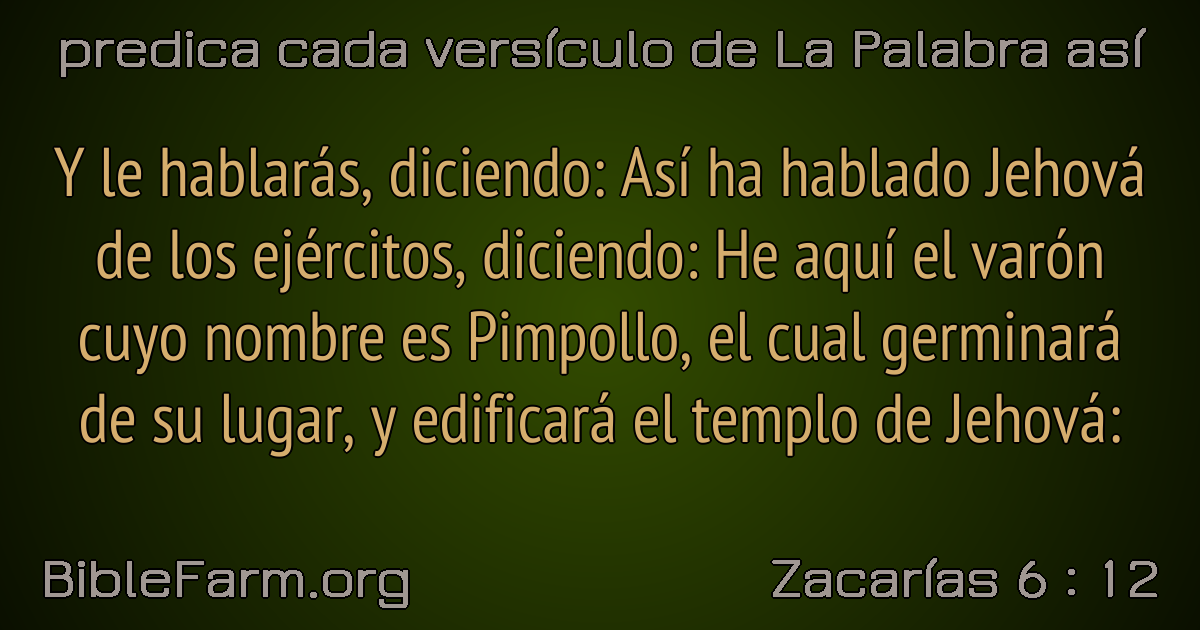 predica cada versículo de La Palabra así
Y le hablarás, diciendo: Así ha hablado Jehová
de los ejércitos, diciendo: He aquí el varón
cuyo nombre es Pimpollo, el cual germinará
de su lugar, y edificará el templo de Jehová:
BibleFarm.org
Zacarías 6 : 12